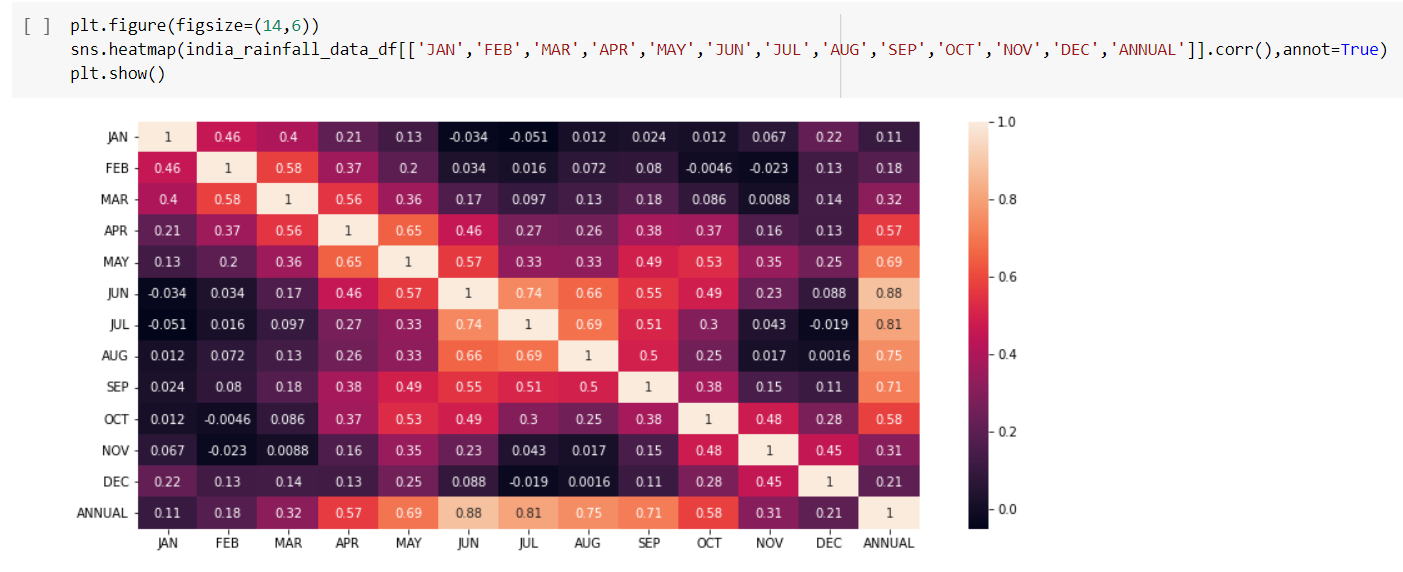 [ ] plt.figure(figsize=(14,6))
sns.heatmap(india_rainfall_data_df[['JAN','FEB','MAR','APR','MAY','JUN','JUL','AUG','SEP','OCT','NOV','DEC','ANNUAL']].corr(),annot=True)
plt.show()
JAN 1 0.46 0.4 0.21 0.13 -0.034 -0.051 0.012 0.024 0.012 0.067 0.22 0.11
FEB 0.46 1 0.58 0.37 0.2 0.034 0.016 0.072 0.08 -0.0046 -0.023 0.13 0.18
MAR 0.4 0.58 1 0.56 0.36 0.17 0.097 0.13 0.18 0.086 0.0088 0.14 0.32
APR 0.21 0.37 0.56 1 0.65 0.46 0.27 0.26 0.38 0.37 0.16 0.13 0.57
MAY 0.13 0.2 0.36 0.65 1 0.57 0.33 0.33 0.49 0.53 0.35 0.25 0.69
JUN -0.034 0.034 0.17 0.46 0.57 1 0.74 0.66 0.55 0.49 0.23 0.088 0.88
JUL -0.051 0.016 0.097 0.27 0.33 0.74 1 0.69 0.51 0.3 0.043 -0.019 0.81
AUG 0.012 0.072 0.13 0.26 0.33 0.66 0.69 1 0.5 0.25 0.017 0.0016 0.75
SEP 0.024 0.08 0.18 0.38 0.49 0.55 0.51 0.5 1 0.38 0.15 0.11 0.71
OCT 0.012 -0.0046 0.086 0.37 0.53 0.49 0.3 0.25 0.38 1 0.48 0.28 0.58
NOV 0.067 -0.023 0.0088 0.16 0.35 0.23 0.043 0.017 0.15 0.48 1 0.45 0.31
DEC 0.22 0.13 0.14 0.13 0.25 0.088 -0.019 0.0016 0.11 0.28 0.45 1 0.21
ANNUAL 0.11 0.18 0.32 0.57 0.69 0.88 0.81 0.75 0.71 0.58 0.31 0.21 1
JAN FEB MAR APR MAY JUN JUL AUG SEP OCT NOV DEC ANNUAL
1.0
0.8
0.6
0.4
0.2
0.0